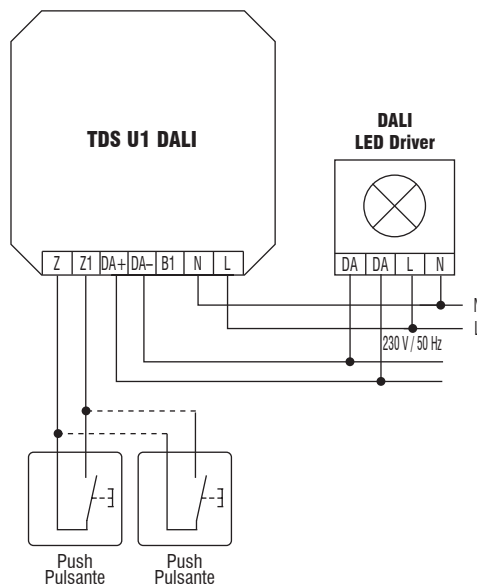 TDS U1 DALI
DALI
LED Driver
Z Z1 DA+ DA– B1 N L
DA DA L N
N
L
230 V / 50 Hz
Push
Pulsante
Push
Pulsante